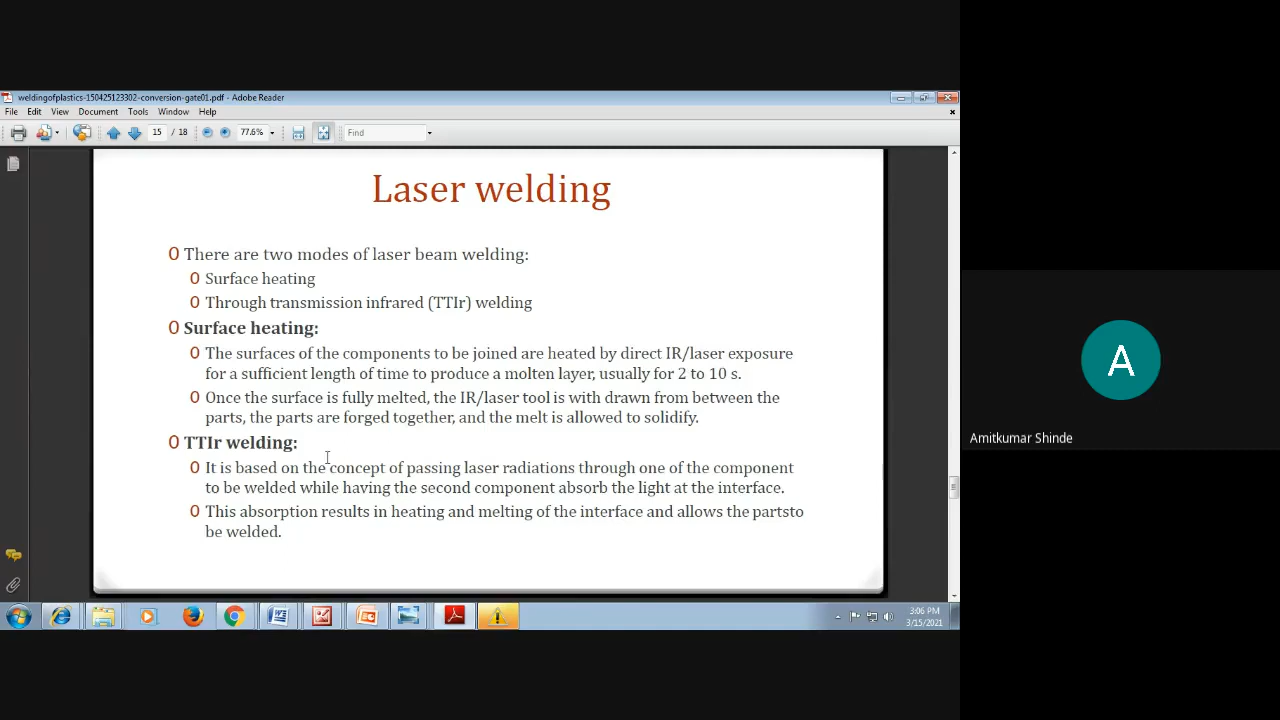 weldingofplastics-150425123302-conversion-gate01.pdf - Adobe Reader
File Edit View Document Tools Window Help
15 / 18 77.6% Find
Laser welding
O There are two modes of laser beam welding:
O Surface heating
O Through transmission infrared (TTIr) welding
O Surface heating:
O The surfaces of the components to be joined are heated by direct IR/laser exposure
for a sufficient length of time to produce a molten layer, usually for 2 to 10 s.
O Once the surface is fully melted, the IR/laser tool is with drawn from between the
parts, the parts are forged together, and the melt is allowed to solidify.
O TTIr welding:
O It is based on the concept of passing laser radiations through one of the component
to be welded while having the second component absorb the light at the interface.
O This absorption results in heating and melting of the interface and allows the partsto
be welded.
A
Amitkumar Shinde
3:06 PM
3/15/2021